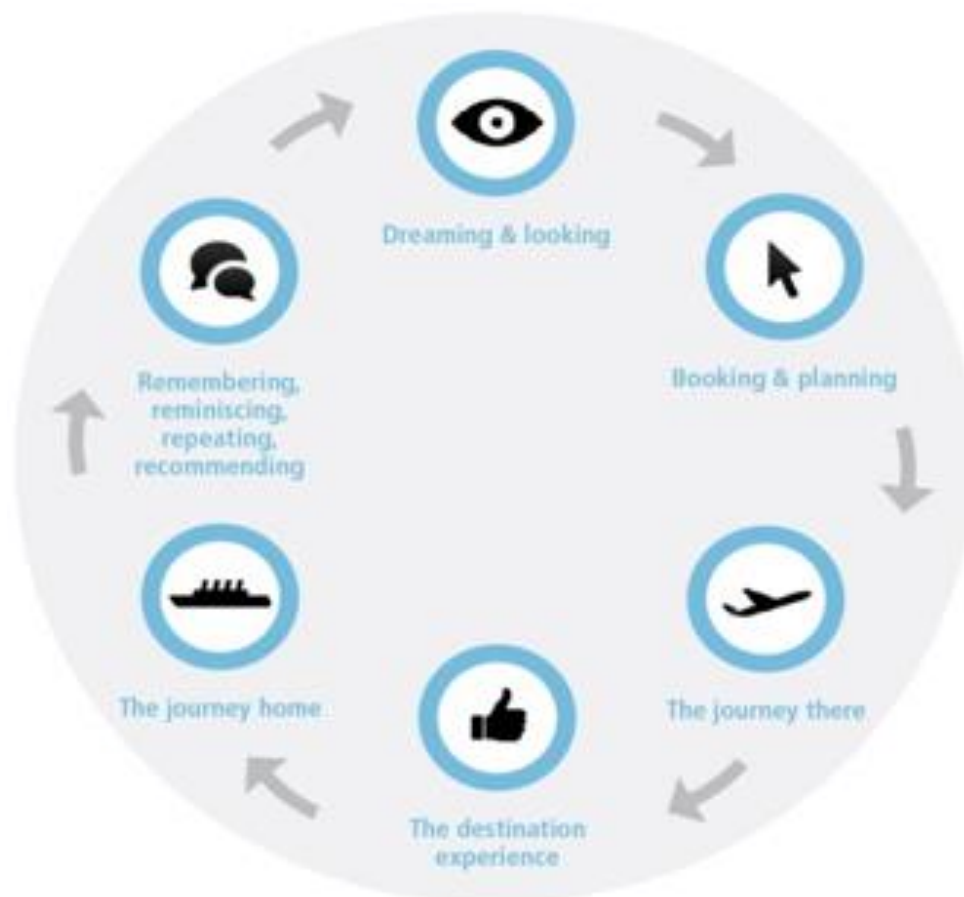 Dreaming & looking
Booking & planning
The journey there
The destination
experience
The journey home
Remembering,
reminiscing,
repeating,
recommending